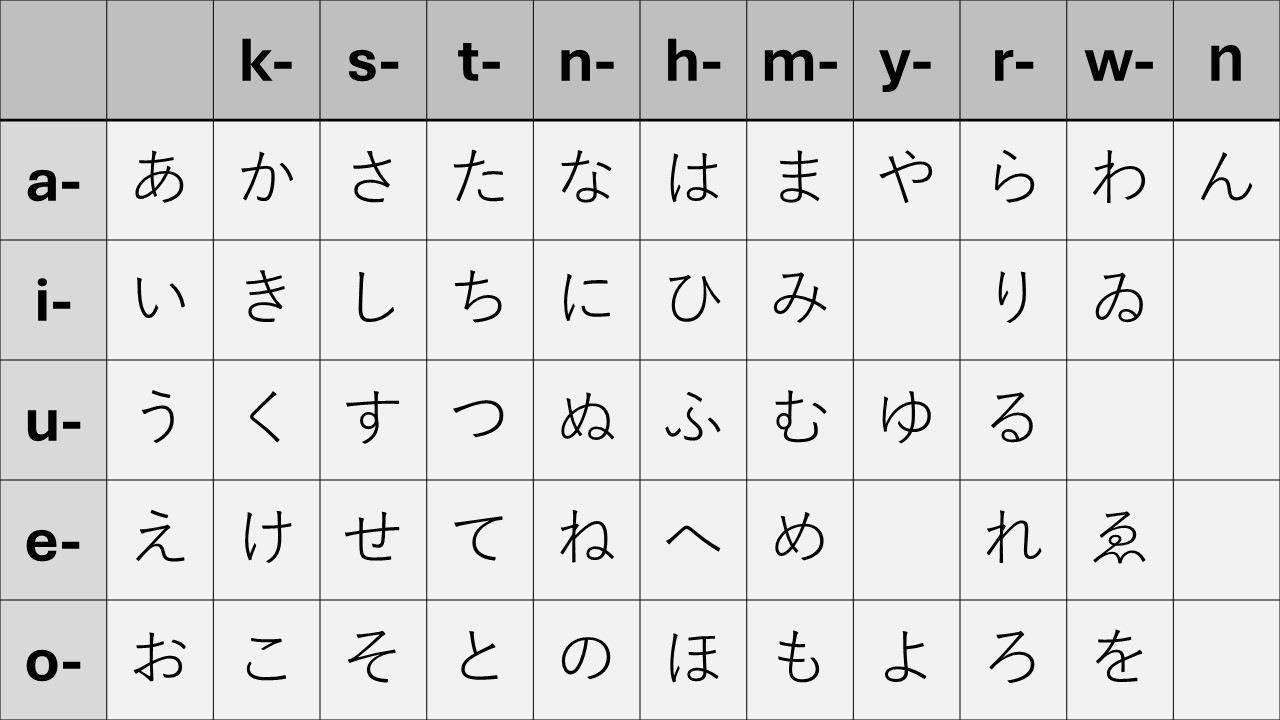 k- s- t- n- h- m- y- r- w- n
a- あ か さ た な は ま や ら わ ん
i- い き し ち に ひ み り ゐ
u- う く す つ ぬ ふ む ゆ る
e- え け せ て ね へ め れ ゑ
o- お こ そ と の ほ も よ ろ を